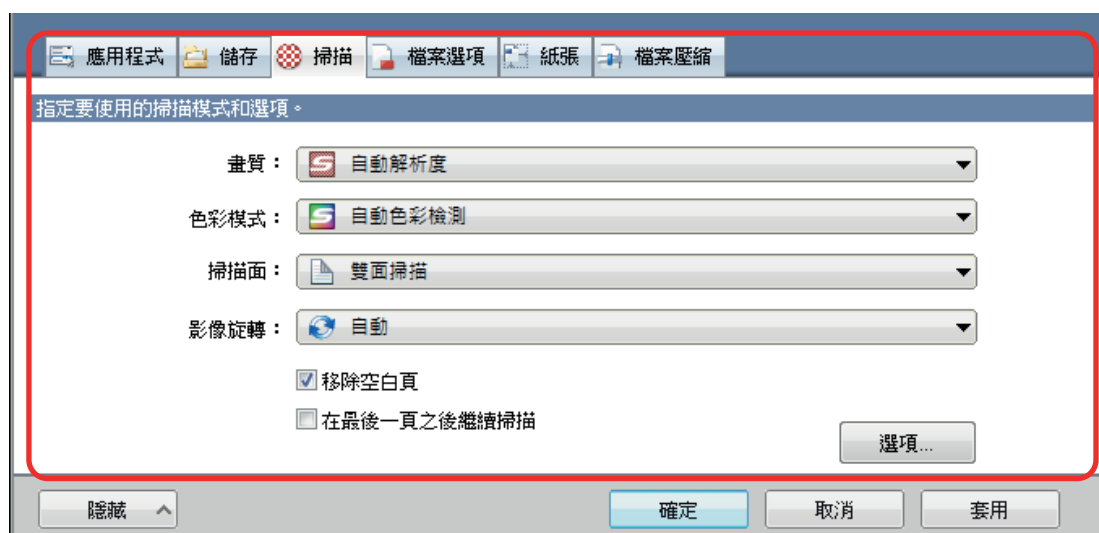 應用程式 儲存 掃描 檔案選項 紙張 檔案壓縮
指定要使用的掃描模式和選項。
畫質： 自動解析度
色彩模式： 自動色彩檢測
掃描面： 雙面掃描
影像旋轉： 自動
移除空白頁
在最後一頁之後繼續掃描
選項...
隱藏 確定 取消 套用